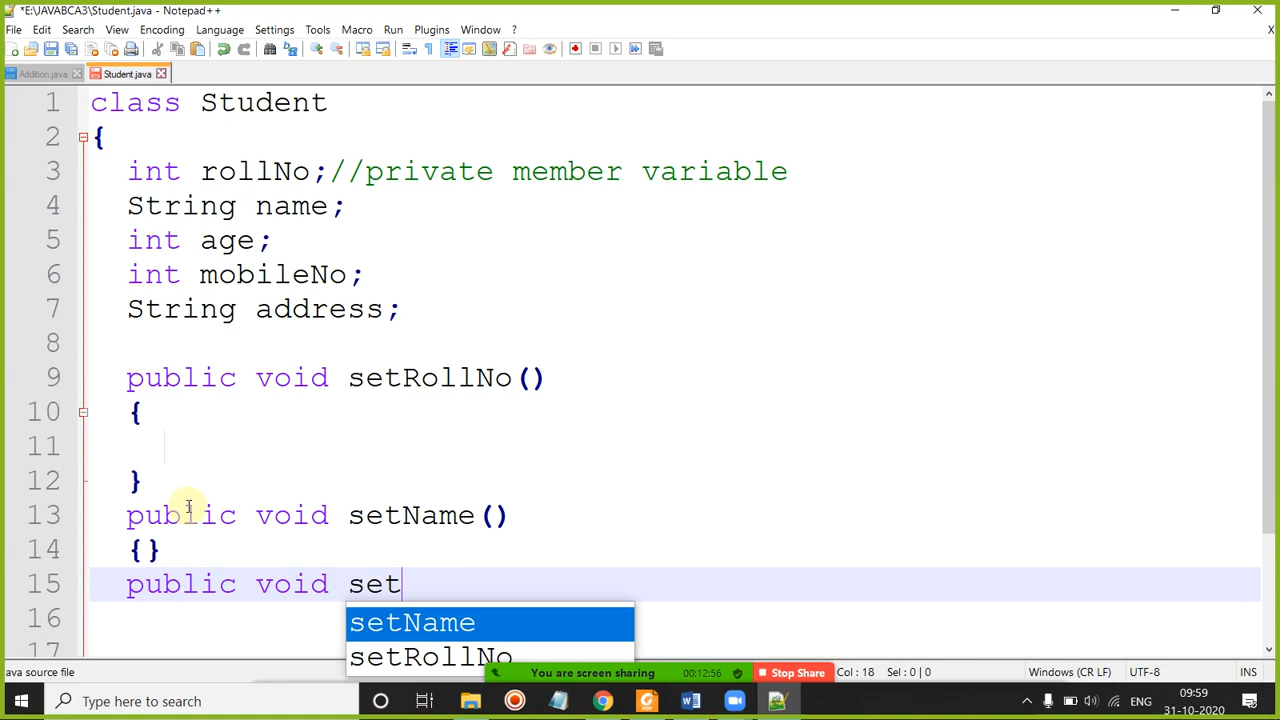 *E:\JAVABCA3\Student.java - Notepad++
File Edit Search View Encoding Language Settings Tools Macro Run Plugins Window ? X
Addition.java Student.java
1 class Student
2 {
3 int rollNo;//private member variable
4 String name;
5 int age;
6 int mobileNo;
7 String address;
8
9 public void setRollNo()
10 {
11
12 }
13 public void setName()
14 {}
15 public void set
16 setName
17 setRollNo
ava source file You are screen sharing 00:12:56 Stop Share Col : 18 Sel : 0 | 0 Windows (CR LF) UTF-8 INS
Type here to search ENG 09:59
31-10-2020